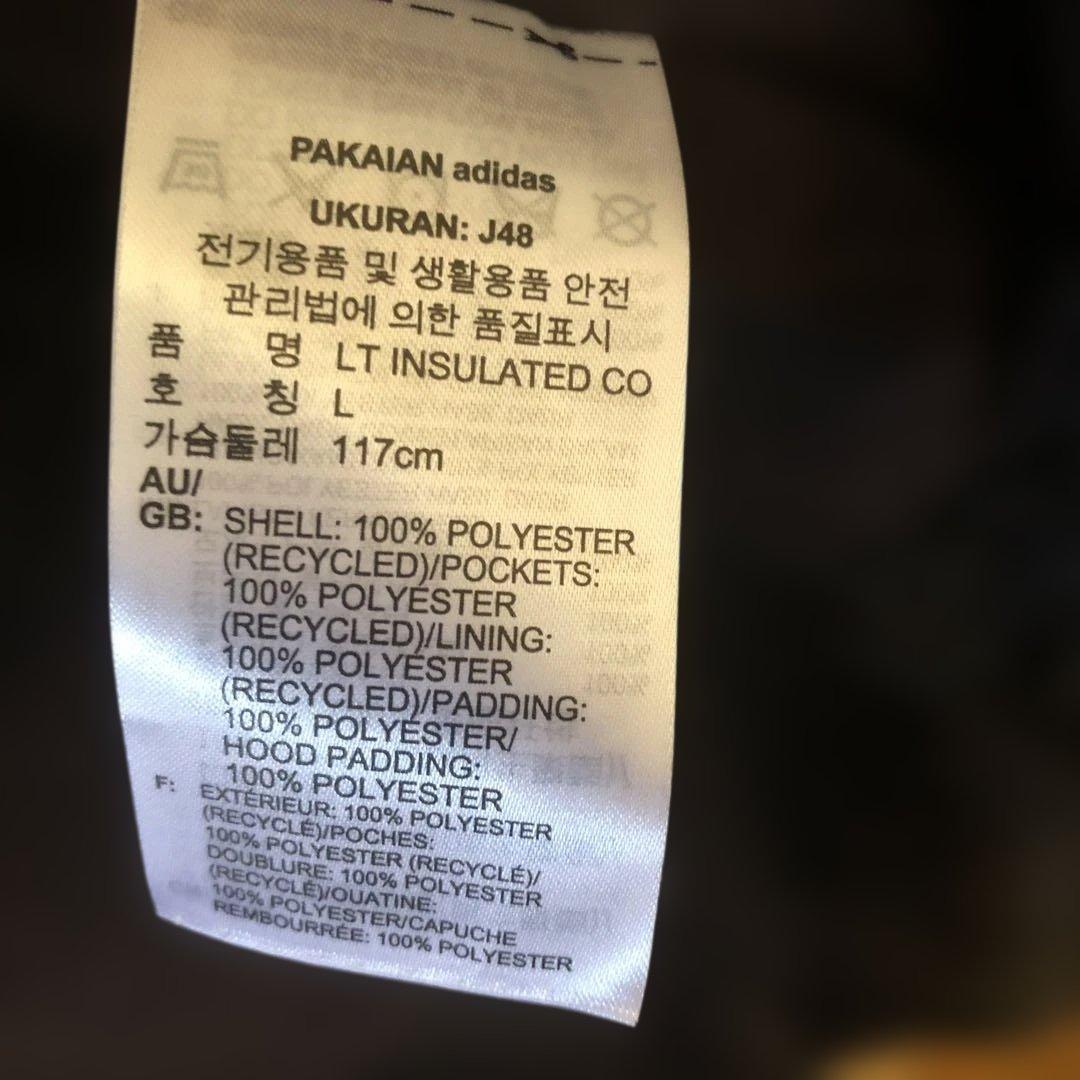 PAKAIAN adidas
UKURAN: J48
전기용품 및 생활용품 안전
관리법에 의한 품질표시
품 명 LT INSULATED CO
호 칭 L
가슴둘레 117cm
AU/
GB: SHELL: 100% POLYESTER
(RECYCLED)/POCKETS:
100% POLYESTER
(RECYCLED)/LINING:
100% POLYESTER
(RECYCLED)/PADDING:
100% POLYESTER/
HOOD PADDING:
100% POLYESTER
F: EXTÉRIEUR: 100% POLYESTER
(RECYCLÉ)/POCHES:
100% POLYESTER (RECYCLÉ)/
DOUBLURE: 100% POLYESTER
(RECYCLÉ)/OUATINE:
100% POLYESTER/CAPUCHE
REMBOURRÉE: 100% POLYESTER